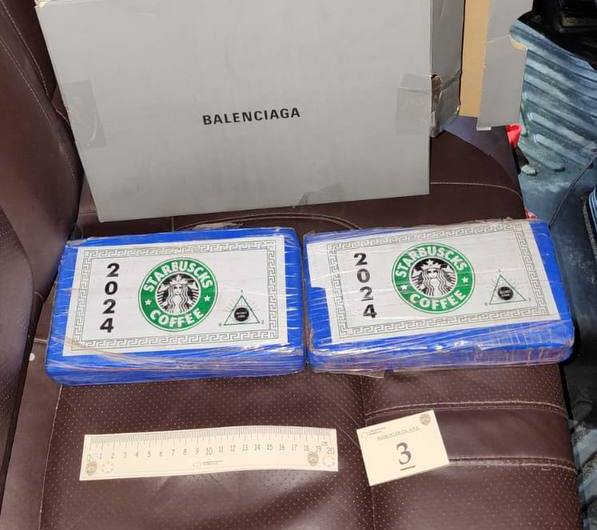 BALENCIAGA
2024
STARBUSCKS
COFFEE
2024
STARBUSCKS
COFFEE
0 1 2 3 4 5 6 7 8 9 10 11 12 13 14 15 16 17 18 19 20
3